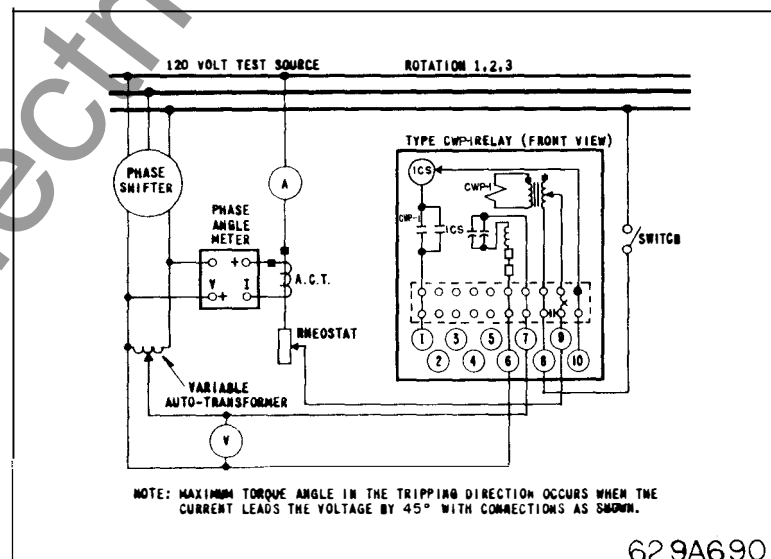 ectri
120 VOLT TEST SOURCE ROTATION 1,2,3
TYPE CWP-1 RELAY (FRONT VIEW)
PHASE
SHIFTER
A
ICS
CWP-1
CWP-1
ICS
PHASE
ANGLE
METER
+
V I
+
A.C.T.
SWITCH
RHEOSTAT
1 3 5 7 9
2 4 6 8 10
VARIABLE
AUTO-TRANSFORMER
V
NOTE: MAXIMUM TORQUE ANGLE IN THE TRIPPING DIRECTION OCCURS WHEN THE
CURRENT LEADS THE VOLTAGE BY 45° WITH CONNECTIONS AS SHOWN.
629A690